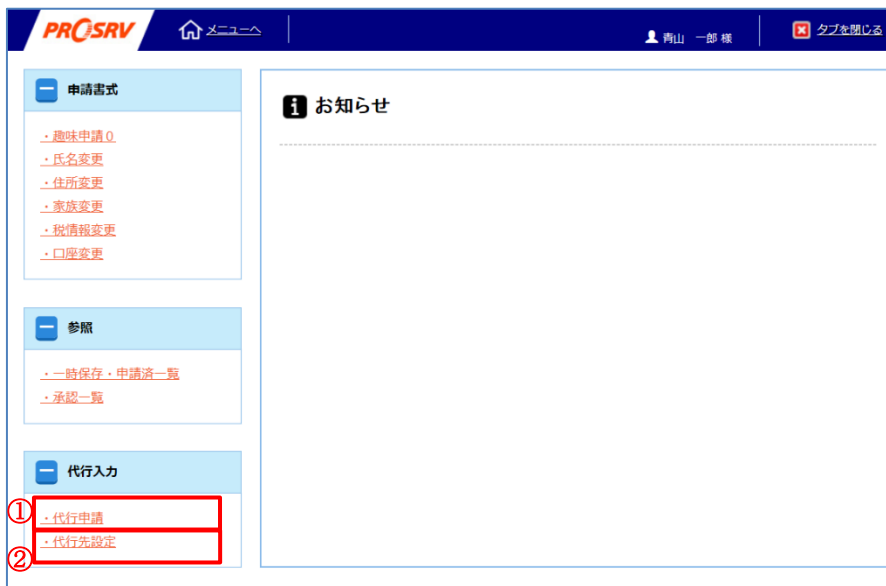 PROSRV メニューへ 青山 一郎 様 タブを閉じる
申請書式
・趣味申請０
・氏名変更
・住所変更
・家族変更
・税情報変更
・口座変更
参照
・一時保存・申請済一覧
・承認一覧
代行入力
①
・代行申請
②
・代行先設定
お知らせ